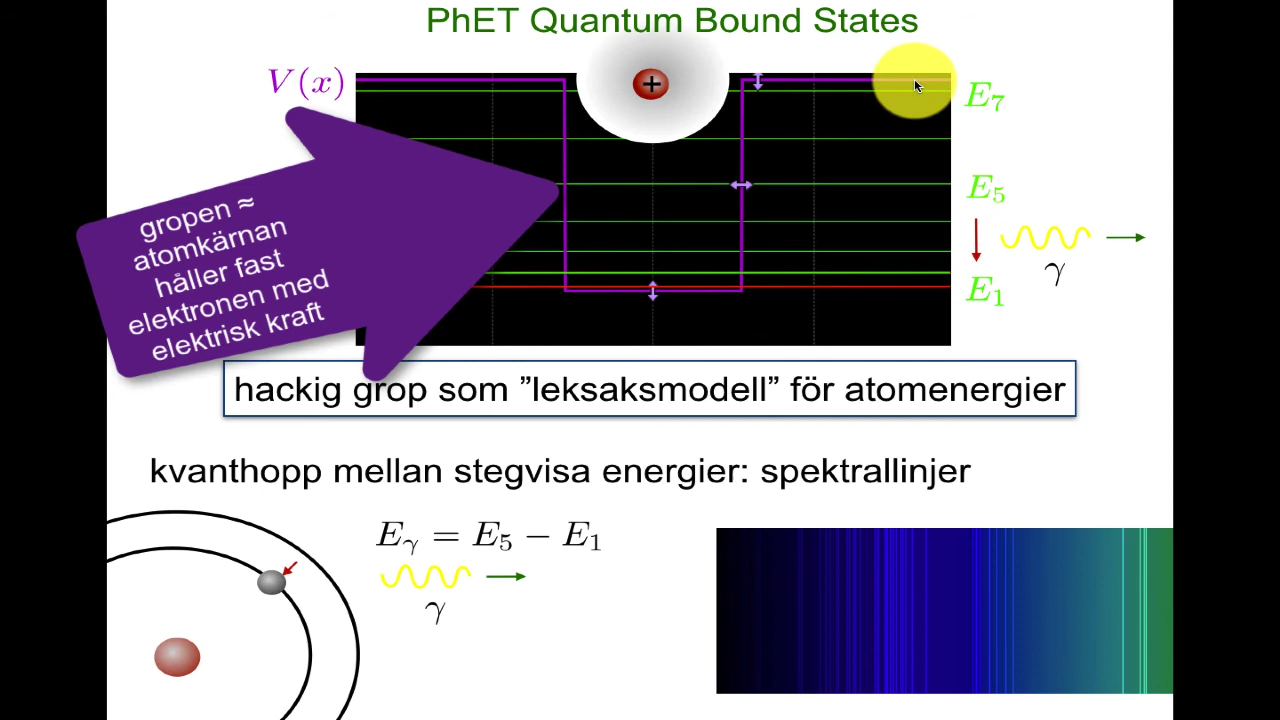 PhET Quantum Bound States
V(x)
+
E₇
gropen ≈
atomkärnan
håller fast
elektronen med
elektrisk kraft
E₅
γ
E₁
hackig grop som ”leksaksmodell” för atomenergier
kvanthopp mellan stegvisa energier: spektrallinjer
Eᵧ = E₅ − E₁
γ